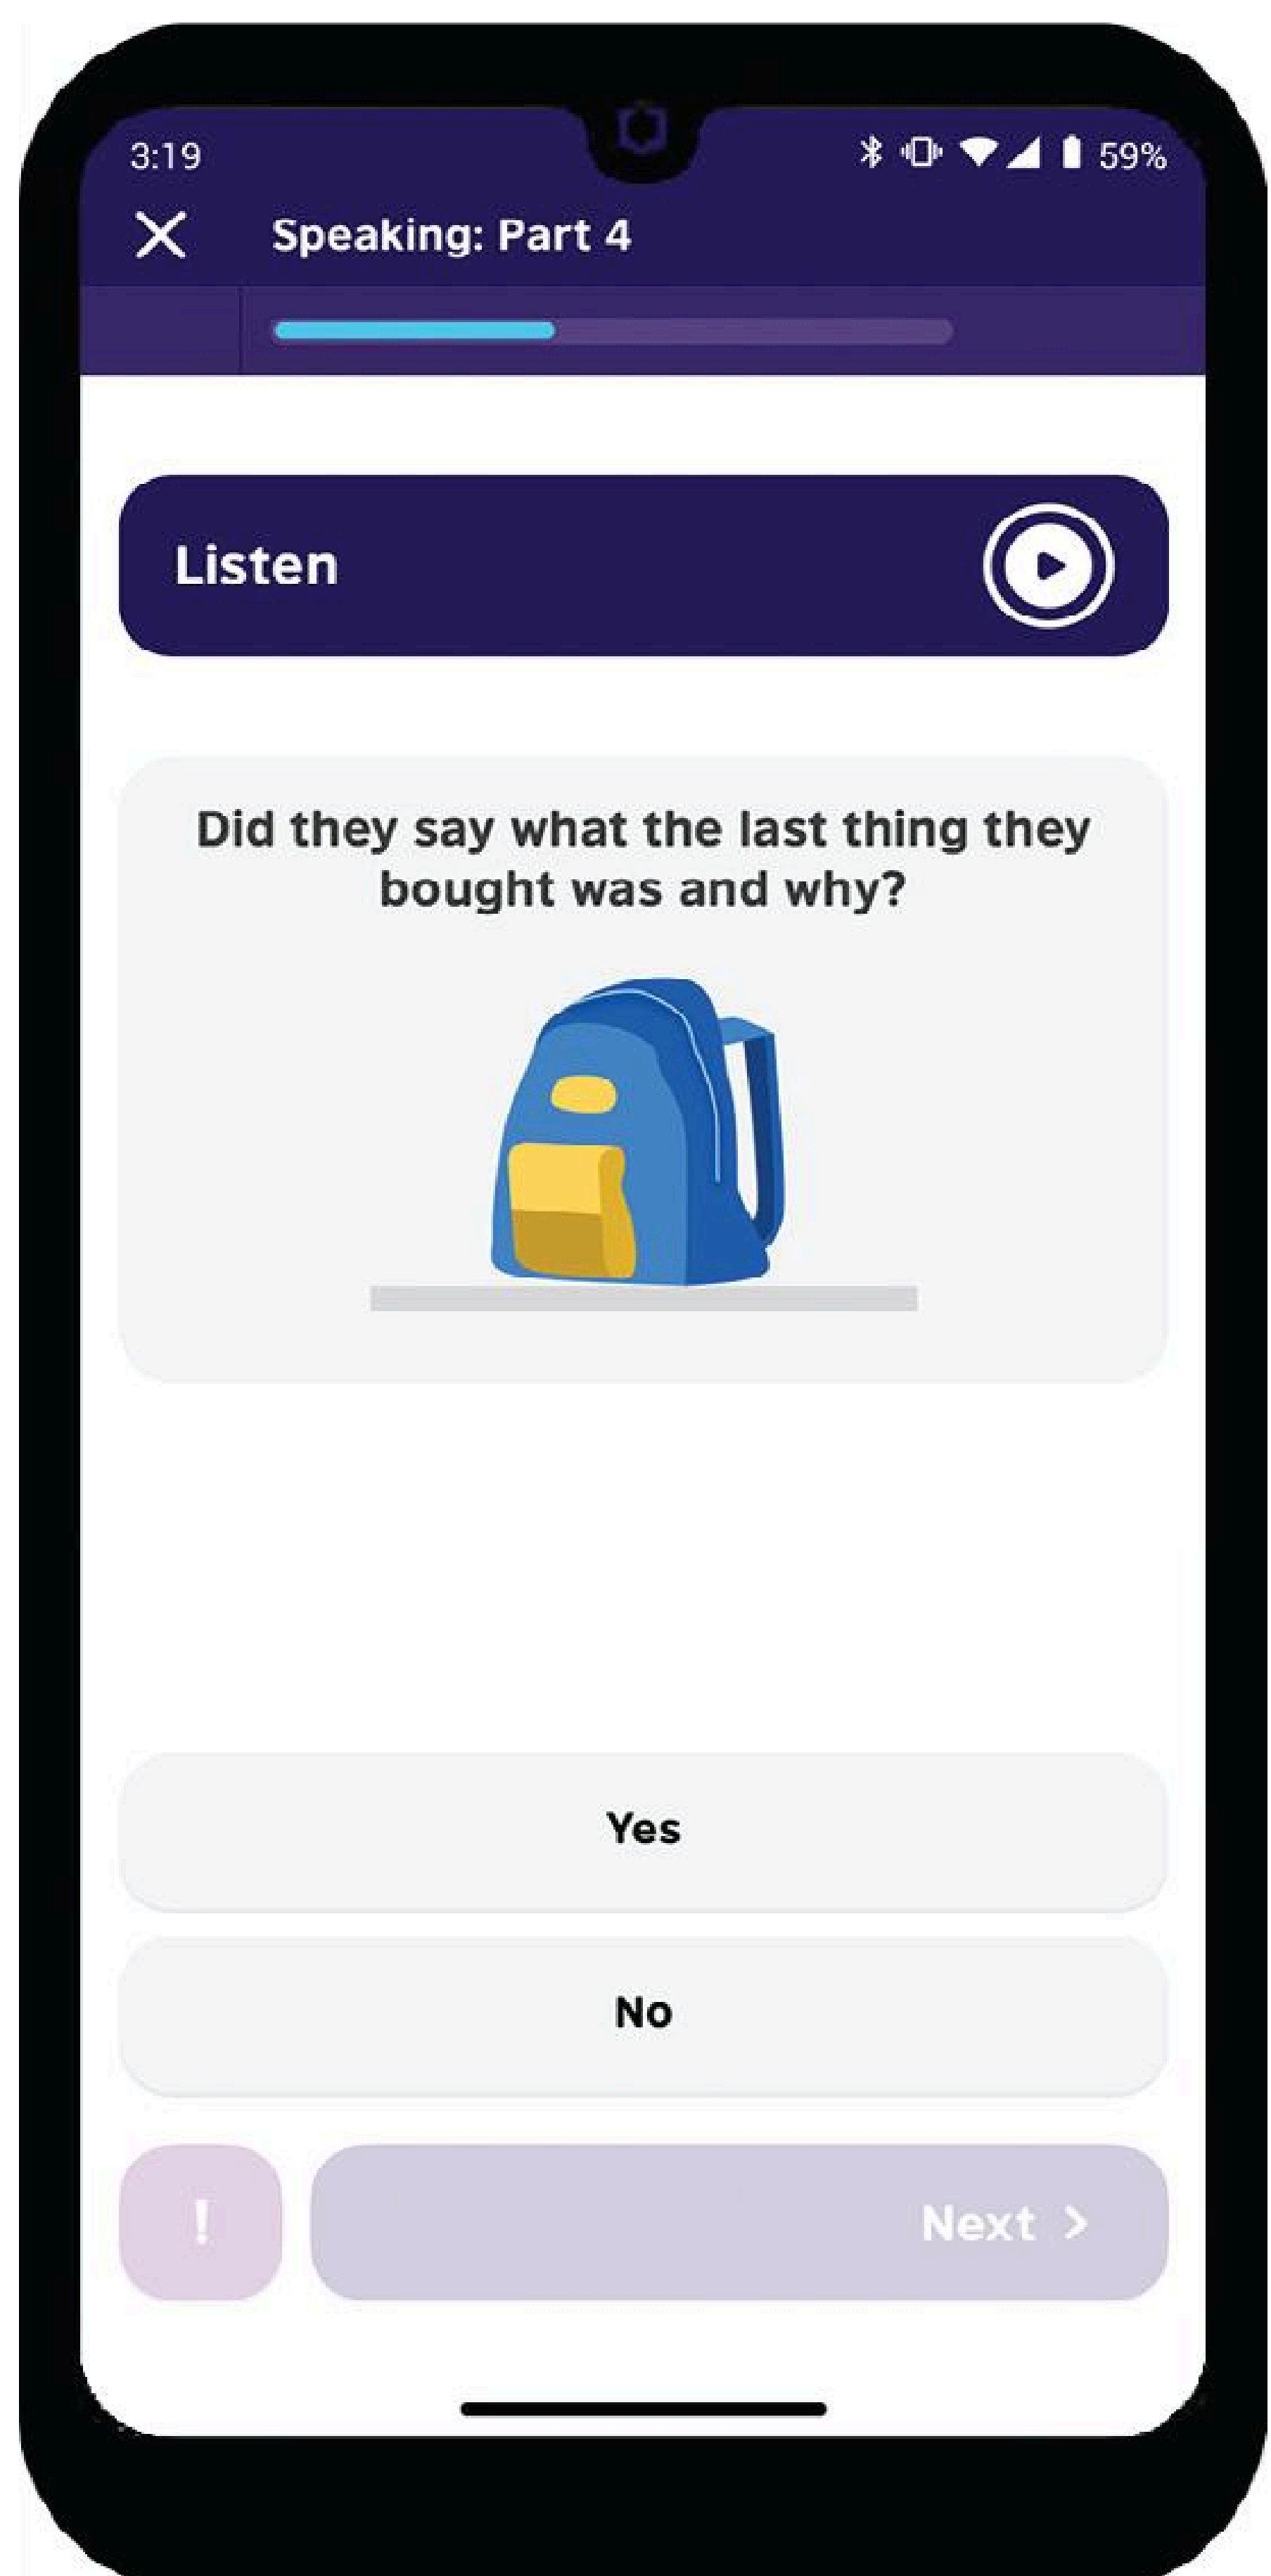 3:19 59%
Speaking: Part 4
Listen
Did they say what the last thing they
bought was and why?
Yes
No
!
Next >